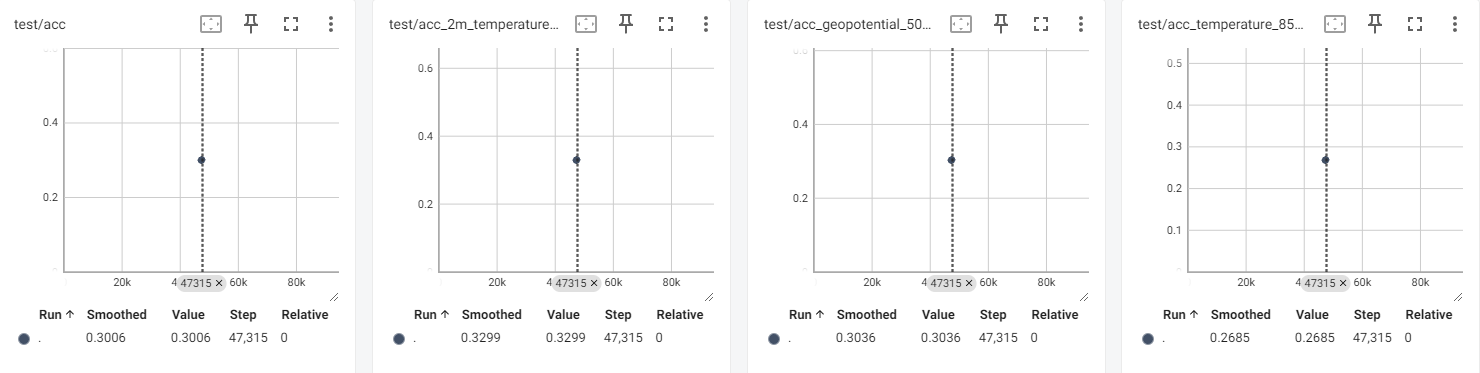 test/acc
0.4
0.2
20k 4 47315 × 60k 80k
Run ↑ Smoothed Value Step Relative
. 0.3006 0.3006 47,315 0
test/acc_2m_temperature...
0.6
0.4
0.2
20k 4 47315 × 60k 80k
Run ↑ Smoothed Value Step Relative
. 0.3299 0.3299 47,315 0
test/acc_geopotential_50...
0.6
0.4
0.2
20k 4 47315 × 60k 80k
Run ↑ Smoothed Value Step Relative
. 0.3036 0.3036 47,315 0
test/acc_temperature_85...
0.5
0.4
0.3
0.2
0.1
20k 4 47315 × 60k 80k
Run ↑ Smoothed Value Step Relative
. 0.2685 0.2685 47,315 0